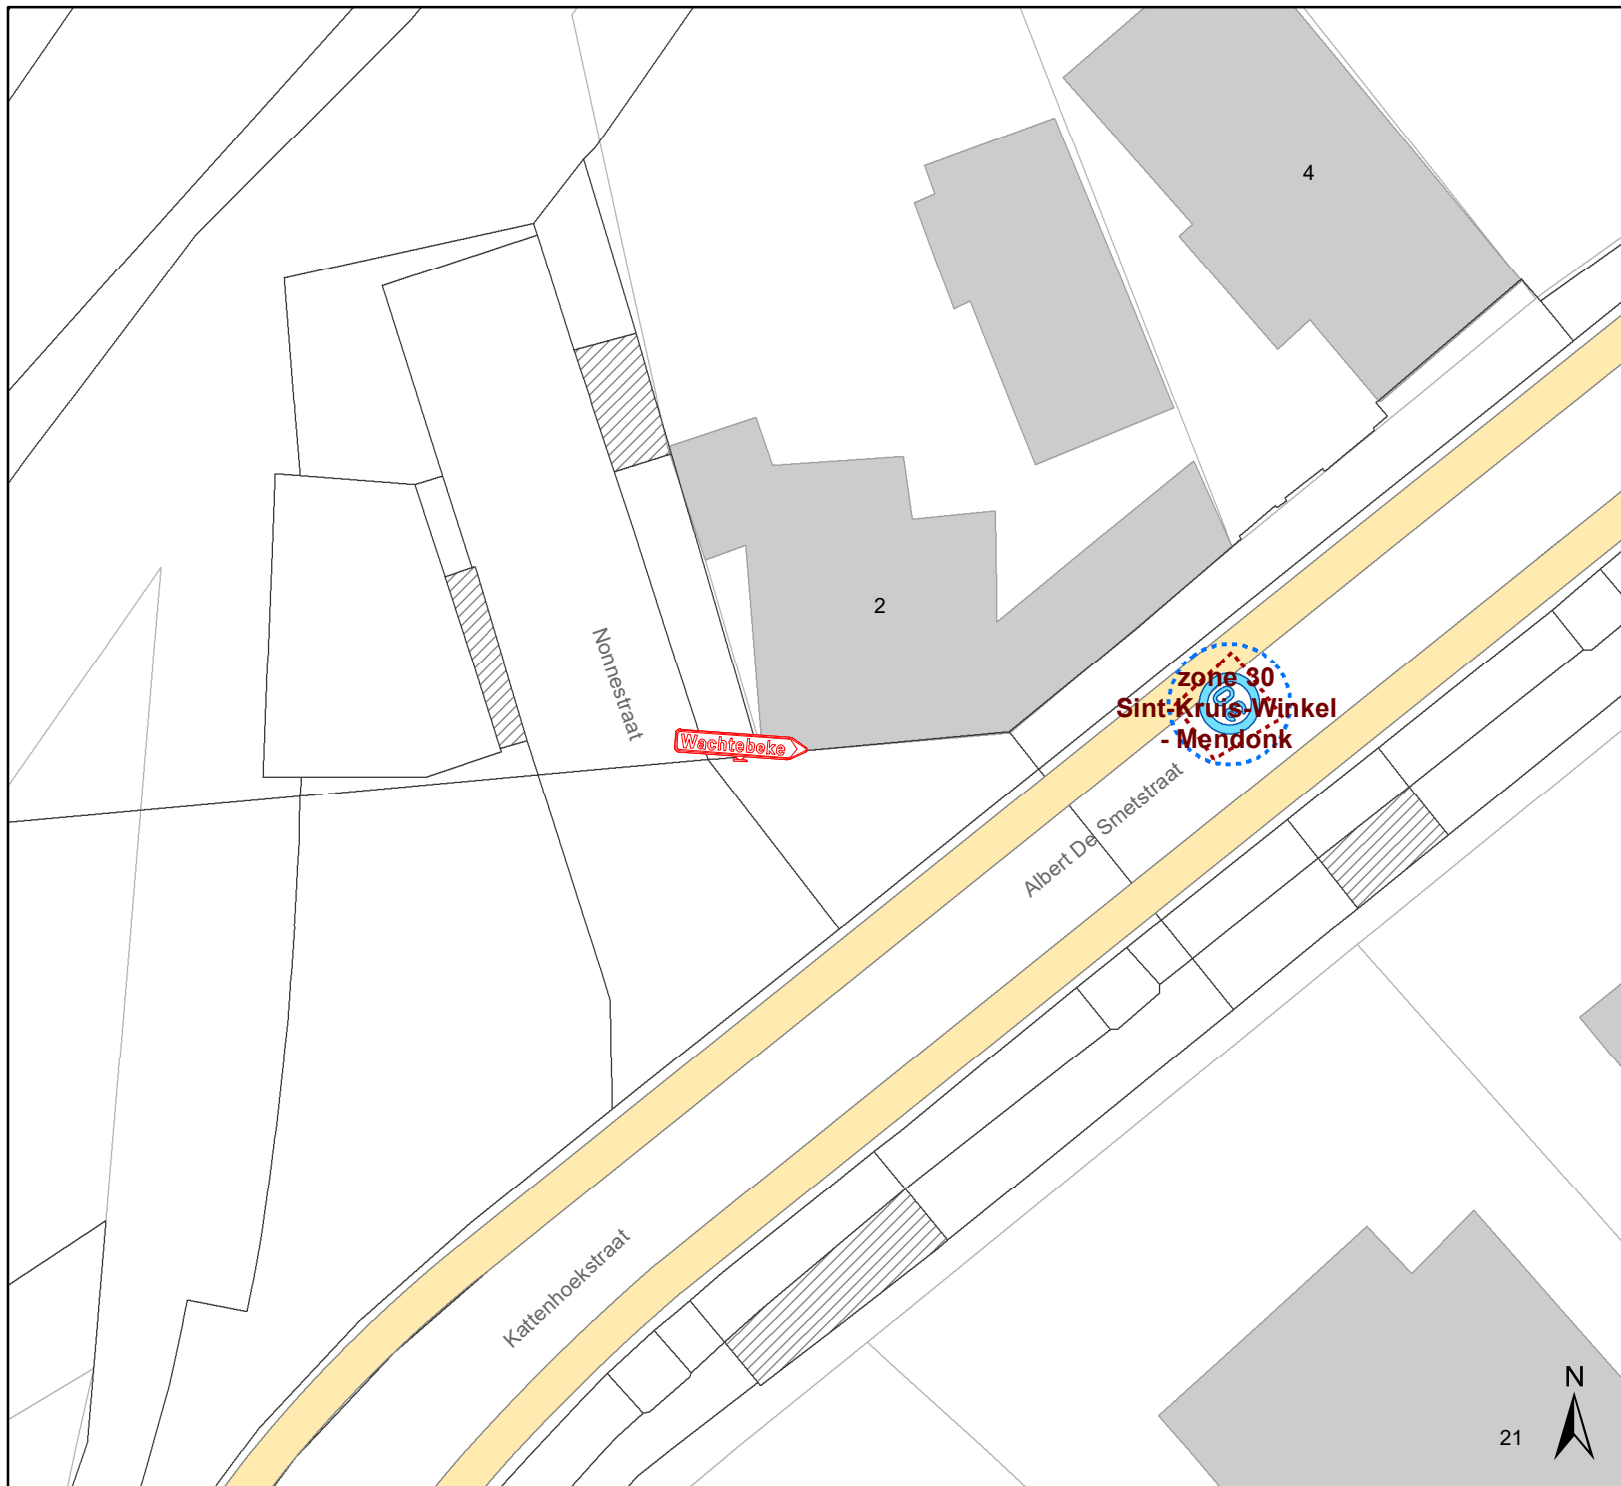 4
2
Nonnestraat
Wachtebeke
zone 30
Sint-Kruis-Winkel
- Mendonk
Albert De Smetstraat
Kattenhoekstraat
N
21